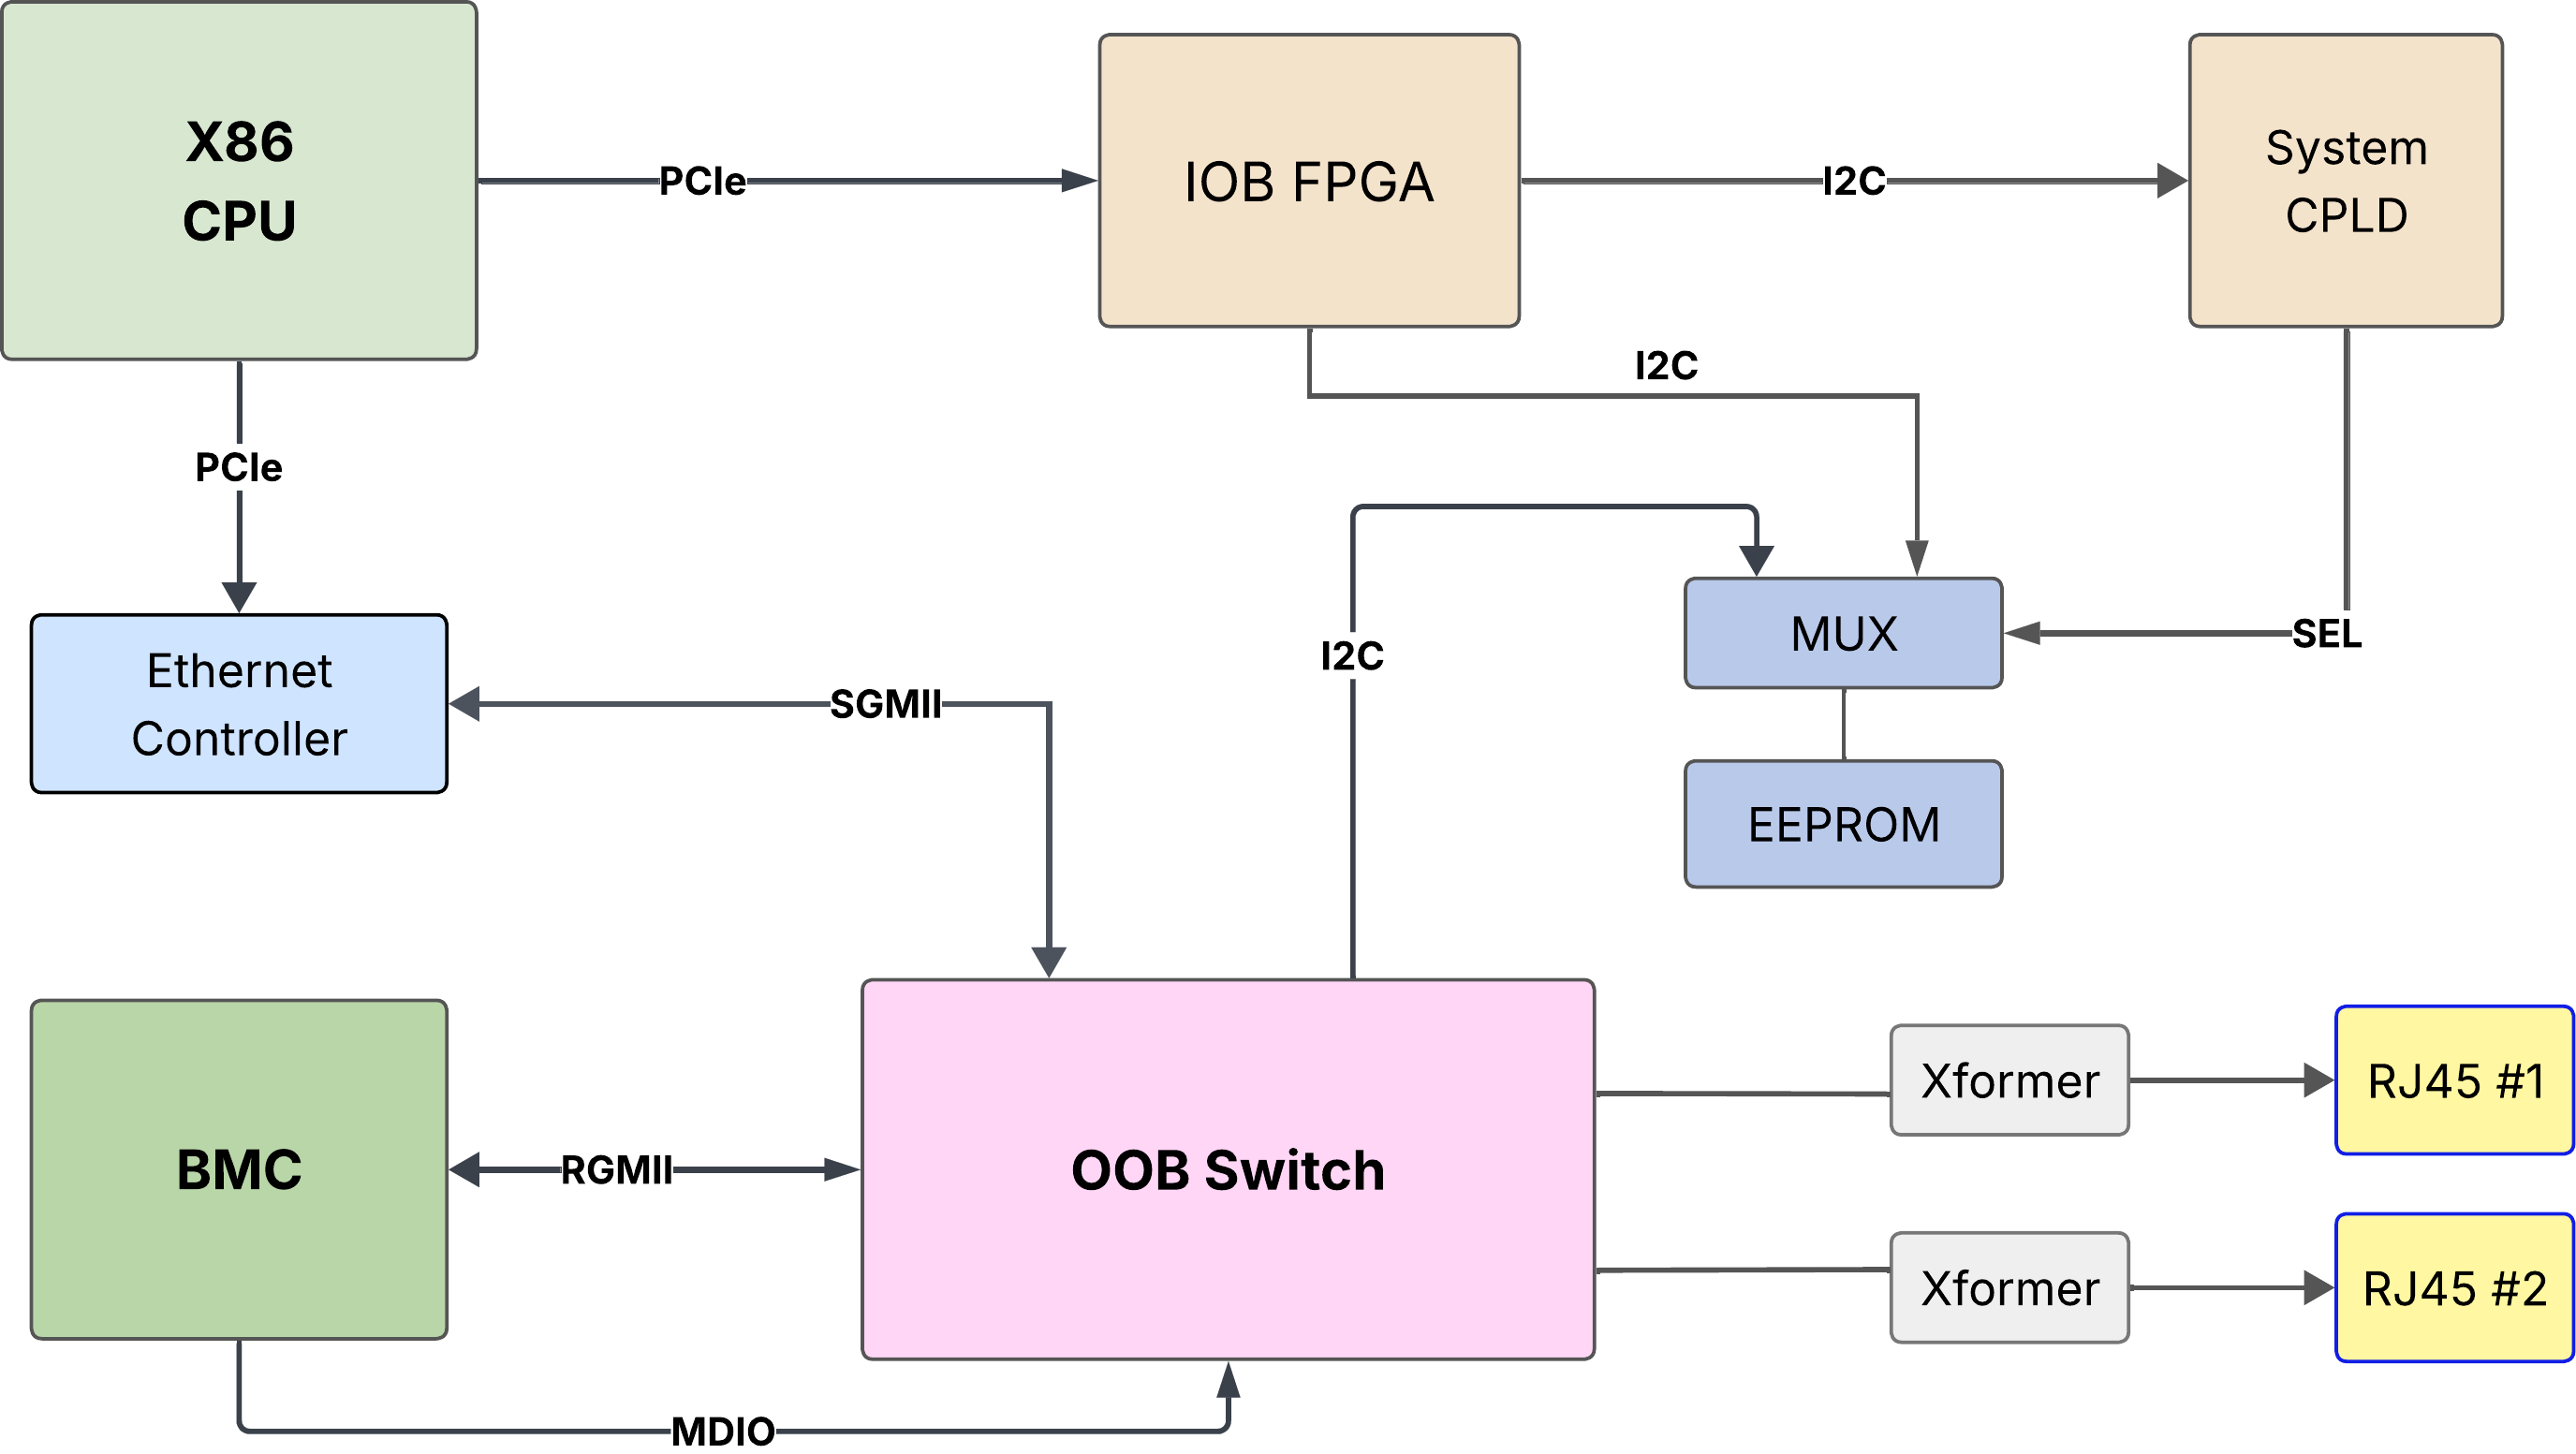 X86
CPU
PCIe
IOB FPGA
I2C
System
CPLD
I2C
PCIe
I2C
MUX
SEL
Ethernet
Controller
SGMII
EEPROM
BMC
RGMII
OOB Switch
Xformer
RJ45 #1
Xformer
RJ45 #2
MDIO